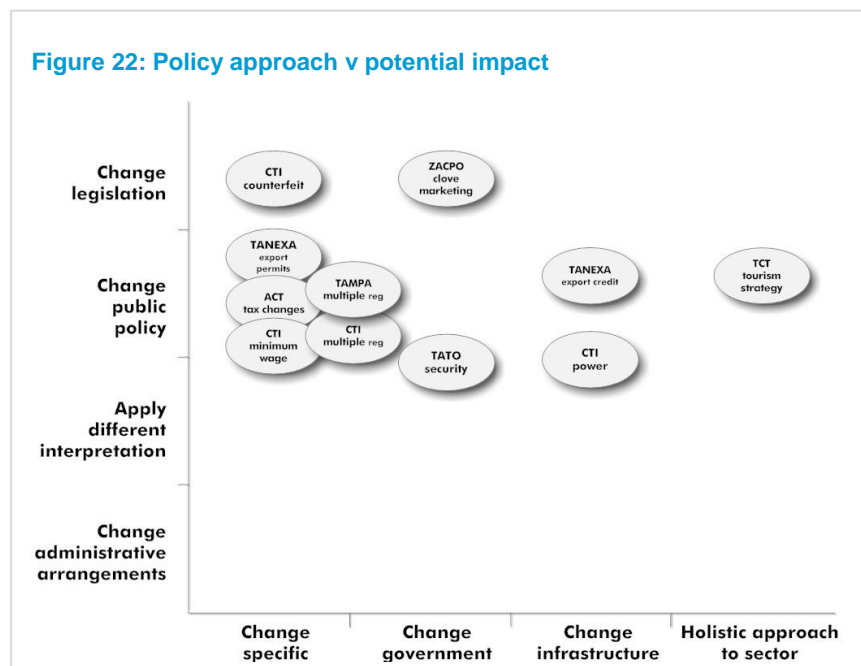 Figure 22: Policy approach v potential impact
Change
legislation
CTI
counterfeit
ZACPO
clove
marketing
Change
public
policy
TANEXA
export
permits
ACT
tax changes
CTI
minimum
wage
TAMPA
multiple reg
CTI
multiple reg
TATO
security
TANEXA
export credit
CTI
power
TCT
tourism
strategy
Apply
different
interpretation
Change
administrative
arrangements
Change
specific
Change
government
Change
infrastructure
Holistic approach
to sector